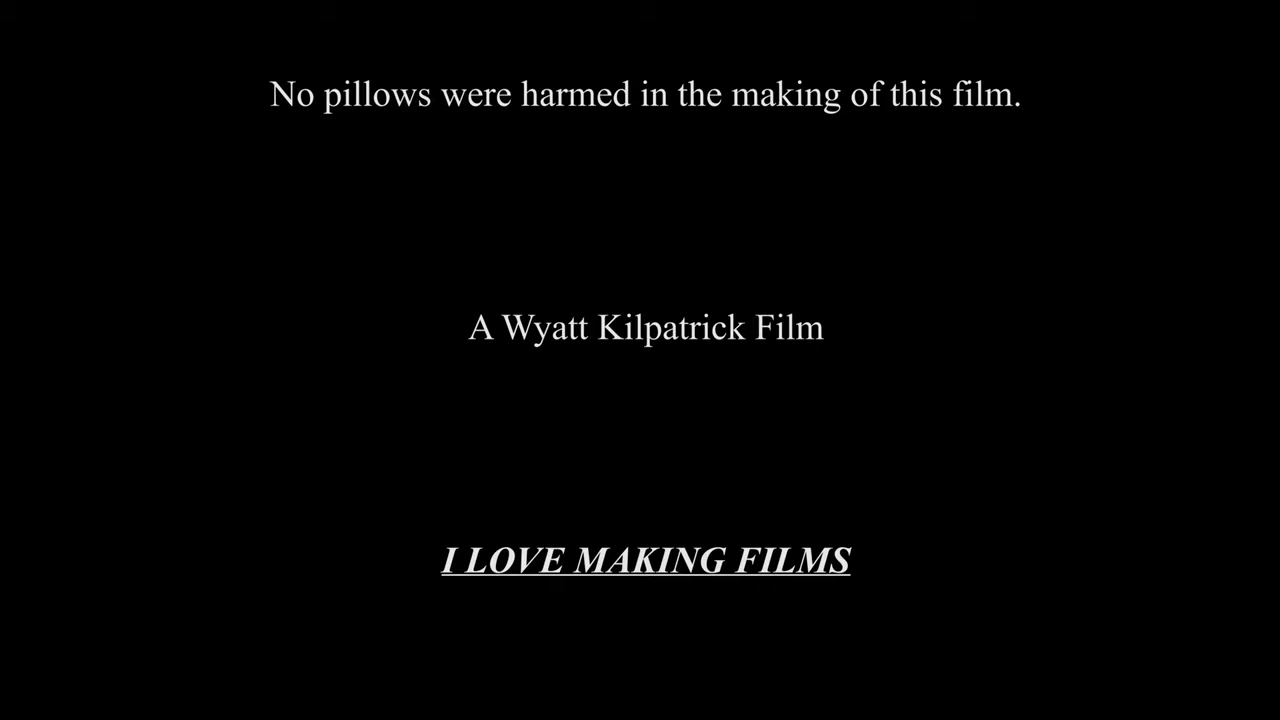 No pillows were harmed in the making of this film.
A Wyatt Kilpatrick Film
I LOVE MAKING FILMS